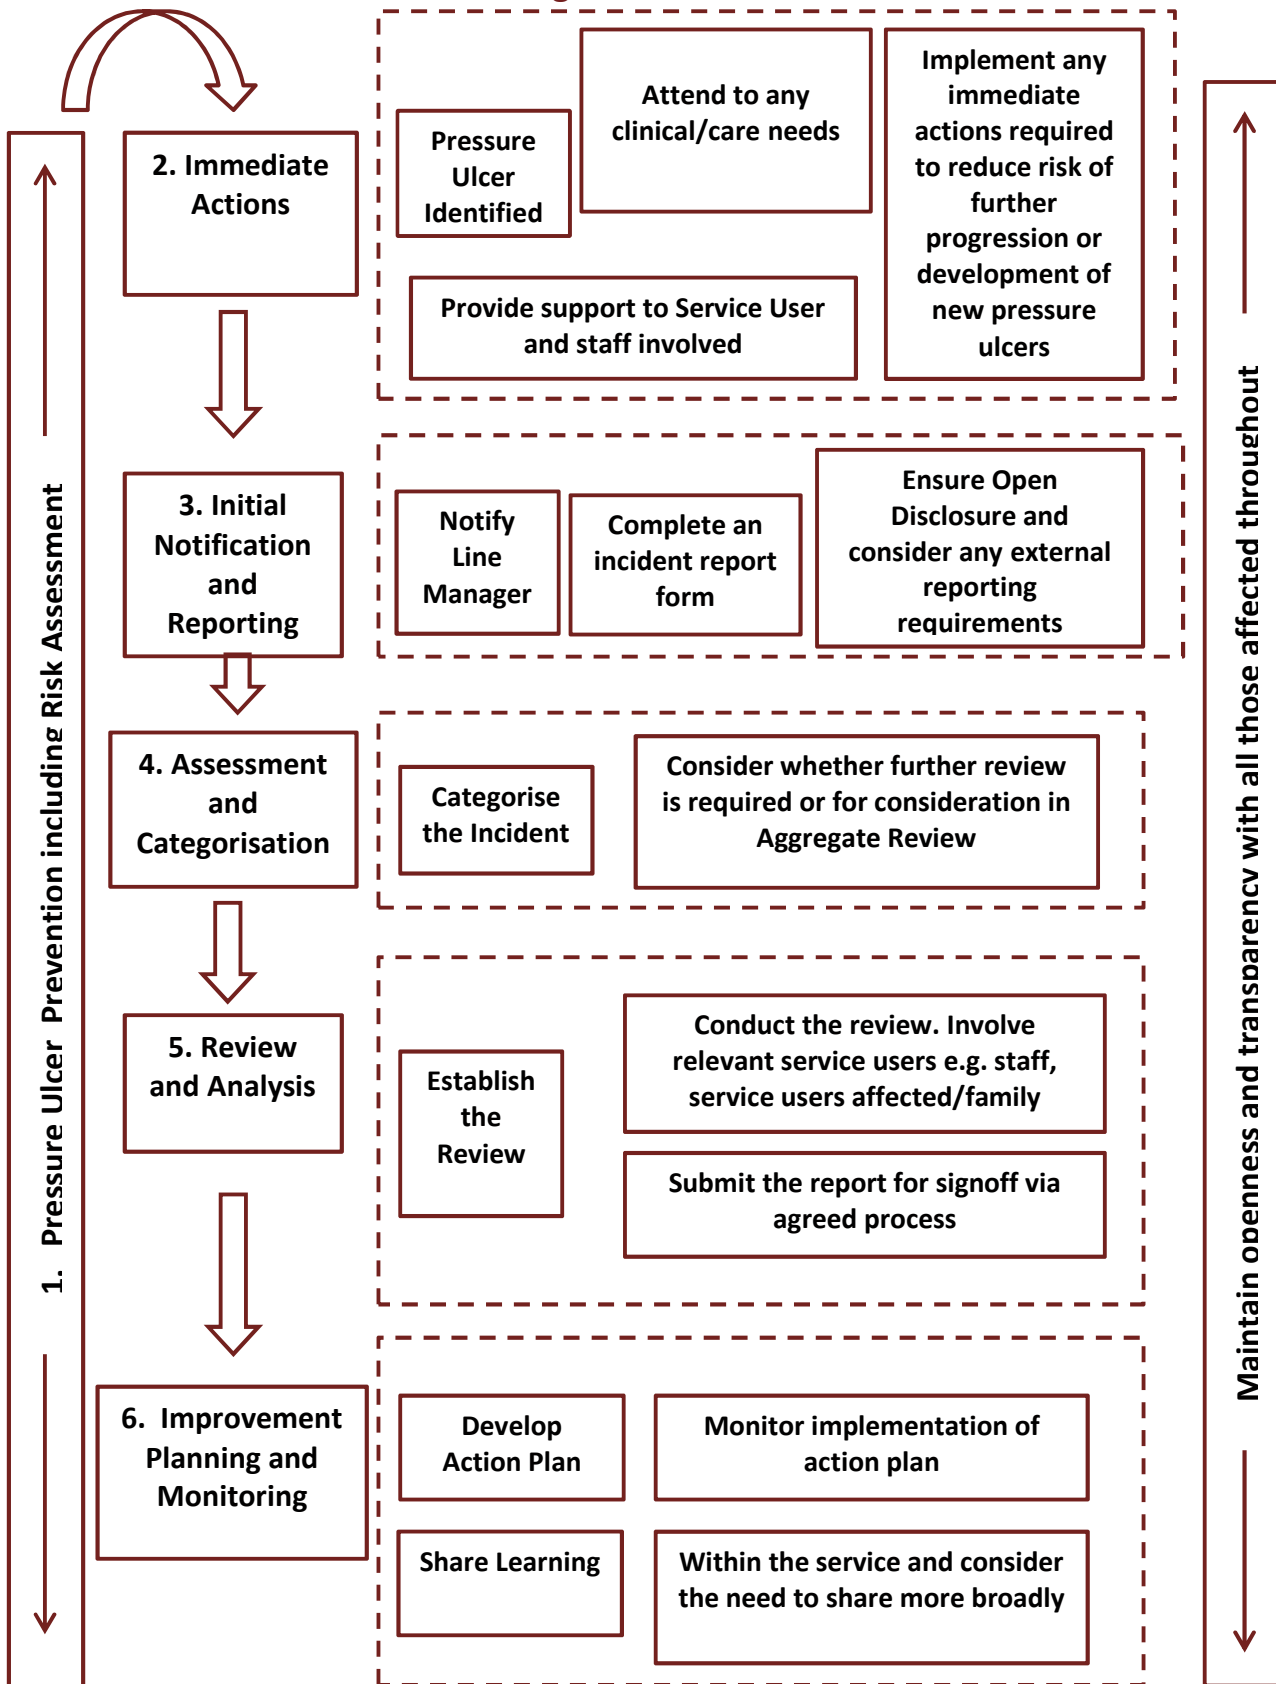 1. Pressure Ulcer Prevention including Risk Assessment
2. Immediate
Actions
Pressure
Ulcer
Identified
Attend to any
clinical/care needs
Implement any
immediate
actions required
to reduce risk of
further
progression or
development of
new pressure
ulcers
Provide support to Service User
and staff involved
3. Initial
Notification
and
Reporting
Notify
Line
Manager
Complete an
incident report
form
Ensure Open
Disclosure and
consider any external
reporting
requirements
4. Assessment
and
Categorisation
Categorise
the Incident
Consider whether further review
is required or for consideration in
Aggregate Review
5. Review
and Analysis
Establish
the
Review
Conduct the review. Involve
relevant service users e.g. staff,
service users affected/family
Submit the report for signoff via
agreed process
6. Improvement
Planning and
Monitoring
Develop
Action Plan
Monitor implementation of
action plan
Share Learning
Within the service and consider
the need to share more broadly
Maintain openness and transparency with all those affected throughout